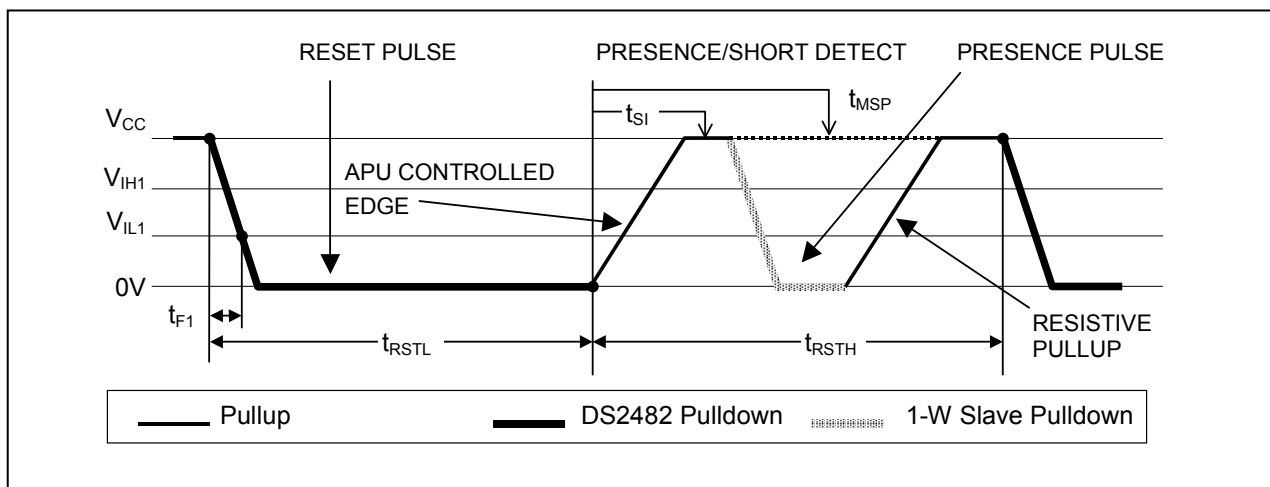 RESET PULSE
PRESENCE/SHORT DETECT
PRESENCE PULSE
VCC
tSI
tMSP
APU CONTROLLED
EDGE
VIH1
VIL1
0V
tF1
tRSTL
tRSTH
RESISTIVE
PULLUP
Pullup
DS2482 Pulldown
1-W Slave Pulldown